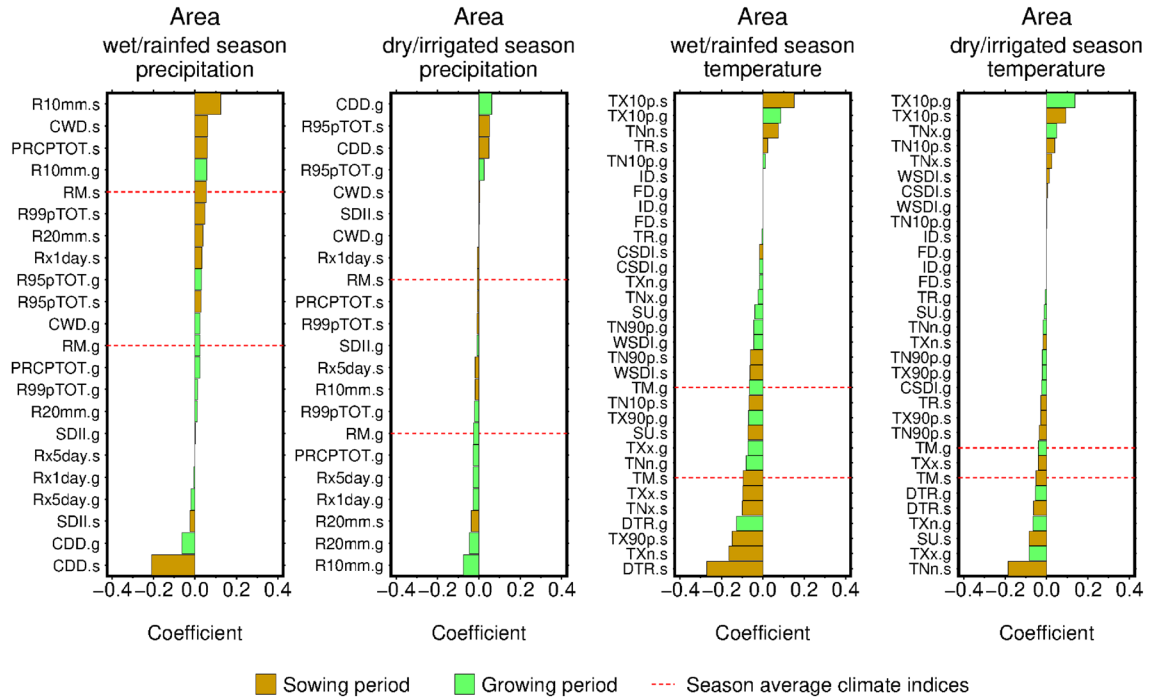 Area
wet/rainfed season
precipitation
R10mm.s
CWD.s
PRCPTOT.s
R10mm.g
RM.s
R99pTOT.s
R20mm.s
Rx1day.s
R95pTOT.g
R95pTOT.s
CWD.g
RM.g
PRCPTOT.g
R99pTOT.g
R20mm.g
SDII.g
Rx5day.s
Rx1day.g
Rx5day.g
SDII.s
CDD.g
CDD.s
−0.4 −0.2 0.0 0.2 0.4
Coefficient
Area
dry/irrigated season
precipitation
CDD.g
R95pTOT.s
CDD.s
R95pTOT.g
CWD.s
SDII.s
CWD.g
Rx1day.s
RM.s
PRCPTOT.s
R99pTOT.s
SDII.g
Rx5day.s
R10mm.s
R99pTOT.g
RM.g
PRCPTOT.g
Rx5day.g
Rx1day.g
R20mm.s
R20mm.g
R10mm.g
−0.4 −0.2 0.0 0.2 0.4
Coefficient
Area
wet/rainfed season
temperature
TX10p.s
TX10p.g
TNn.s
TR.s
TN10p.g
ID.s
FD.g
ID.g
FD.s
TR.g
CSDI.s
CSDI.g
TXn.g
TNx.g
SU.g
TN90p.g
WSDI.g
TN90p.s
WSDI.s
TM.g
TN10p.s
TX90p.g
SU.s
TXx.g
TNn.g
TM.s
TXx.s
TNx.s
DTR.g
TX90p.s
TXn.s
DTR.s
−0.4 −0.2 0.0 0.2 0.4
Coefficient
Area
dry/irrigated season
temperature
TX10p.g
TX10p.s
TNx.g
TN10p.s
TNx.s
WSDI.s
CSDI.s
WSDI.g
TN10p.g
ID.s
FD.g
ID.g
FD.s
TR.g
SU.g
TNn.g
TXn.s
TN90p.g
TX90p.g
CSDI.g
TR.s
TX90p.s
TN90p.s
TM.g
TXx.s
TM.s
DTR.g
DTR.s
TXn.g
SU.s
TXx.g
TNn.s
−0.4 −0.2 0.0 0.2 0.4
Coefficient
Sowing period
Growing period
Season average climate indices